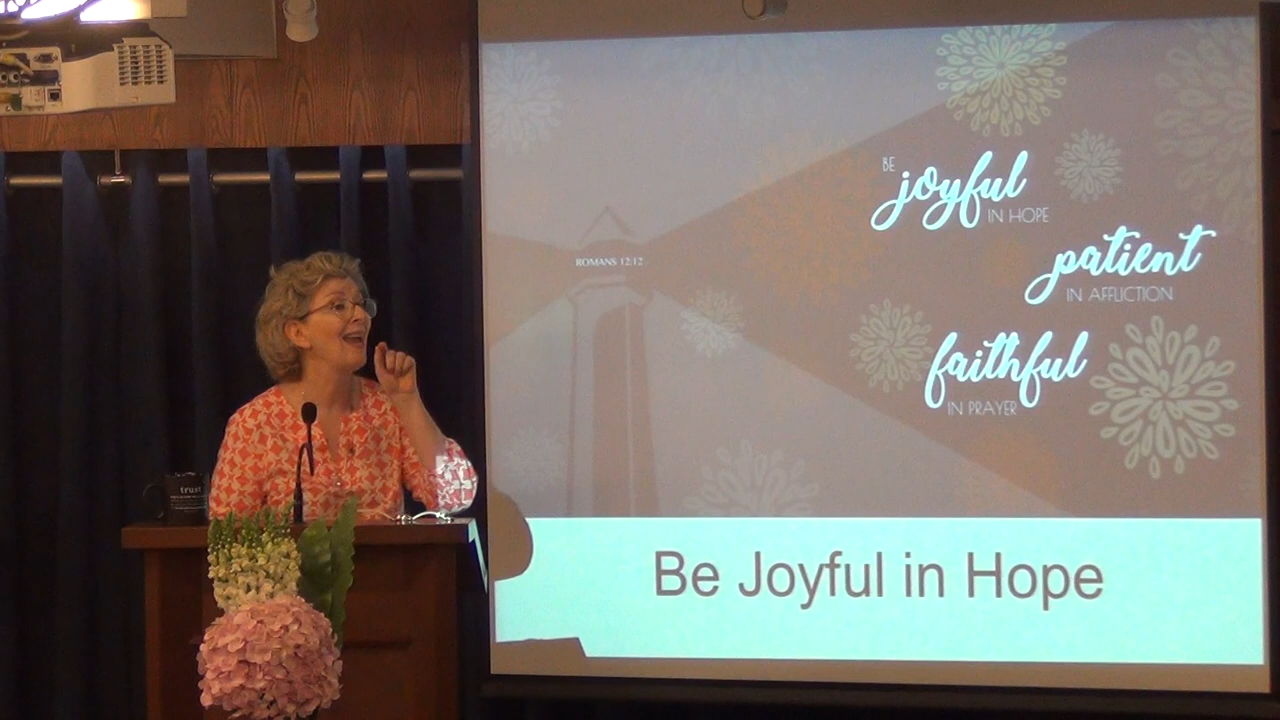 BE
joyful
IN HOPE
patient
IN AFFLICTION
ROMANS 12:12
faithful
IN PRAYER
trust
Be Joyful in Hope